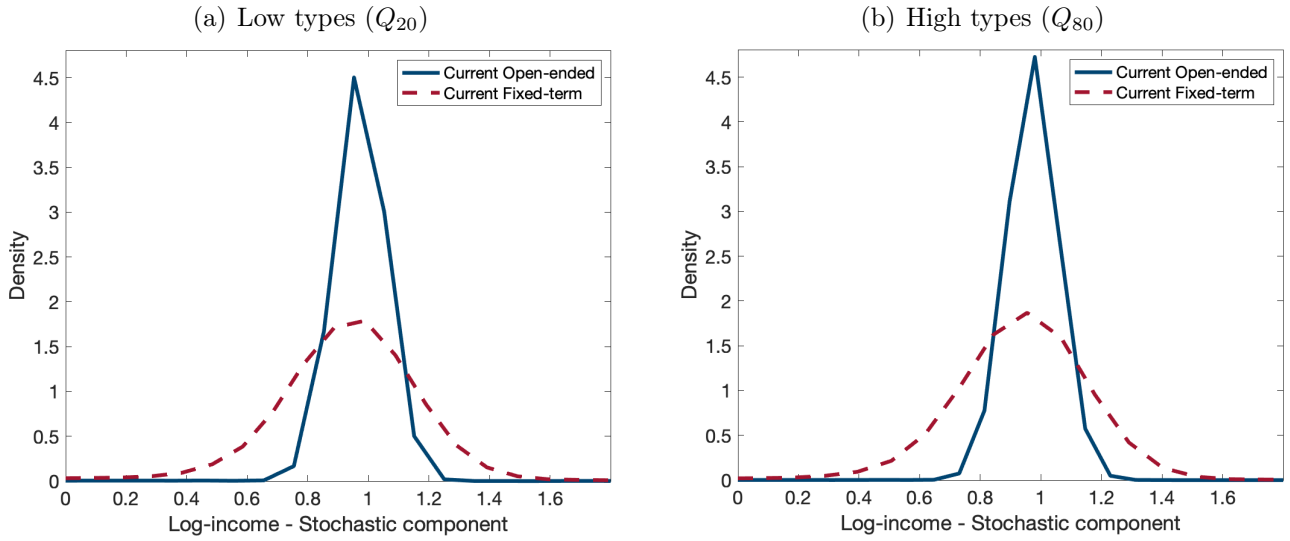 (a) Low types (Q20)
Current Open-ended
Current Fixed-term
Density
4.5
4
3.5
3
2.5
2
1.5
1
0.5
0
0 0.2 0.4 0.6 0.8 1 1.2 1.4 1.6
Log-income - Stochastic component
(b) High types (Q80)
Current Open-ended
Current Fixed-term
Density
4.5
4
3.5
3
2.5
2
1.5
1
0.5
0
0 0.2 0.4 0.6 0.8 1 1.2 1.4 1.6
Log-income - Stochastic component